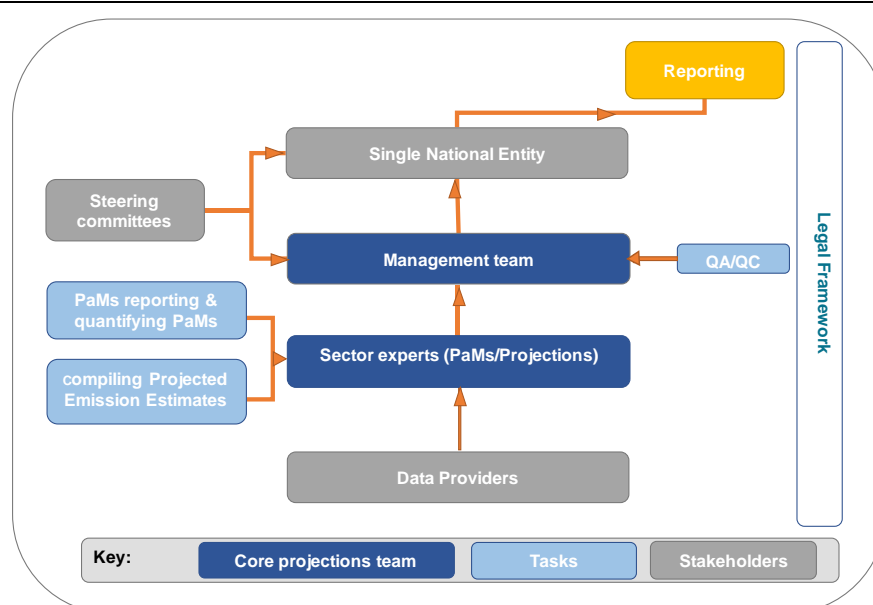 Reporting
Single National Entity
Steering
committees
Management team
QA/QC
PaMs reporting &
quantifying PaMs
Sector experts (PaMs/Projections)
compiling Projected
Emission Estimates
Data Providers
Legal Framework
Key:
Core projections team
Tasks
Stakeholders